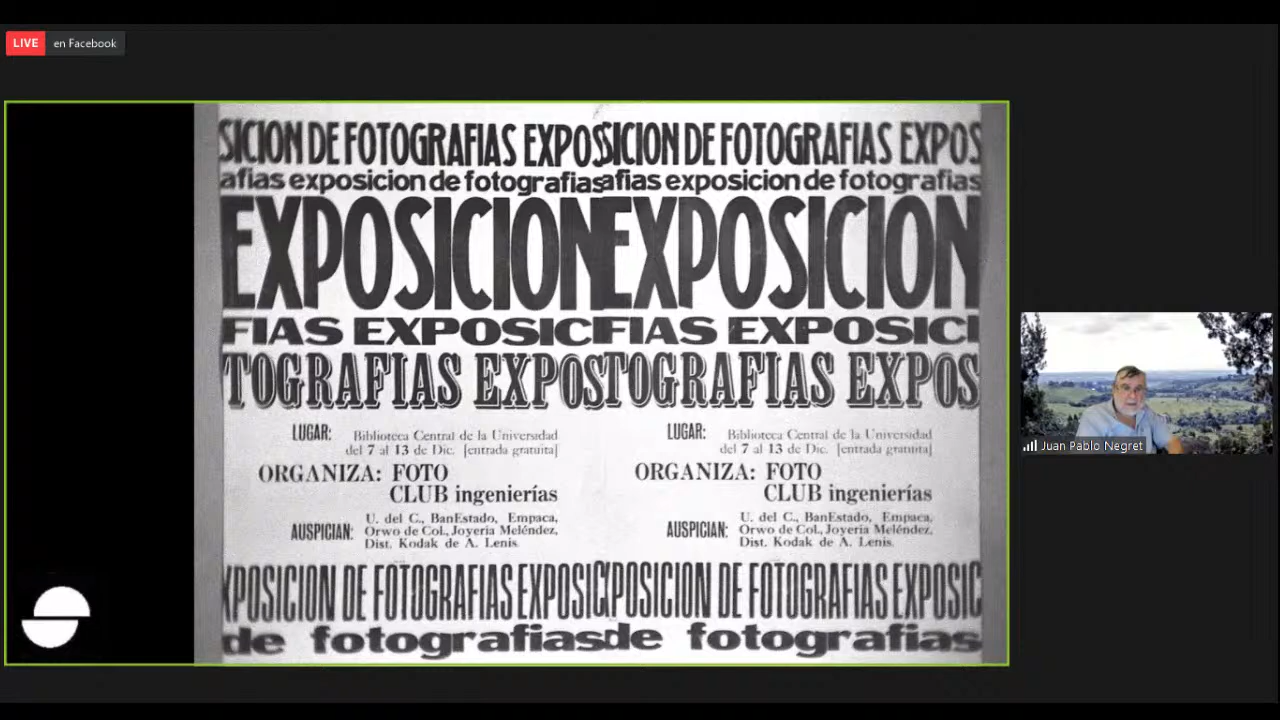 LIVE en Facebook
SICION DE FOTOGRAFIAS EXPOSSICION DE FOTOGRAFIAS EXPOS
afias exposicion de fotografiasafias exposicion de fotografias
EXPOSICIONEXPOSICION
FIAS EXPOSICFIAS EXPOSICI
TOGRAFIAS EXPOSTOGRAFIAS EXPOS
LUGAR: Biblioteca Central de la Universidad
del 7 al 13 de Dic. [entrada gratuita]
ORGANIZA: FOTO
CLUB ingenierías
AUSPICIAN: U. del C., BanEstado, Empaca,
Orwo de Col., Joyería Meléndez,
Dist. Kodak de A. Lenis.
LUGAR: Biblioteca Central de la Universidad
del 7 al 13 de Dic. [entrada gratuita]
ORGANIZA: FOTO
CLUB ingenierías
AUSPICIAN: U. del C., BanEstado, Empaca,
Orwo de Col., Joyería Meléndez,
Dist. Kodak de A. Lenis.
XPOSICION DE FOTOGRAFIAS EXPOSICXPOSICION DE FOTOGRAFIAS EXPOSIC
de fotografiasde fotografias
Juan Pablo Negret